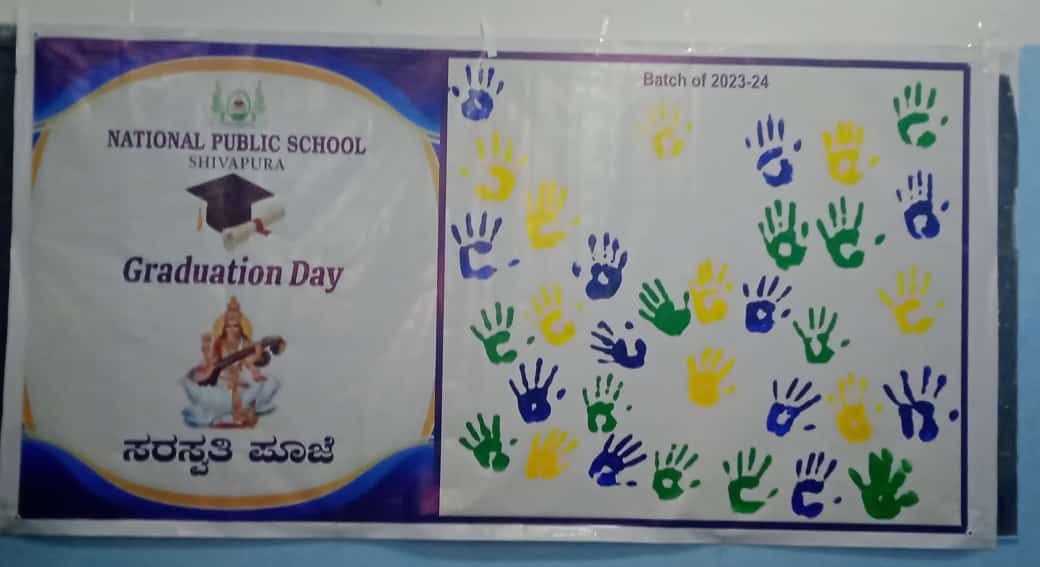 NATIONAL PUBLIC SCHOOL
SHIVAPURA
Graduation Day
ಸರಸ್ವತಿ ಪೂಜೆ
Batch of 2023-24